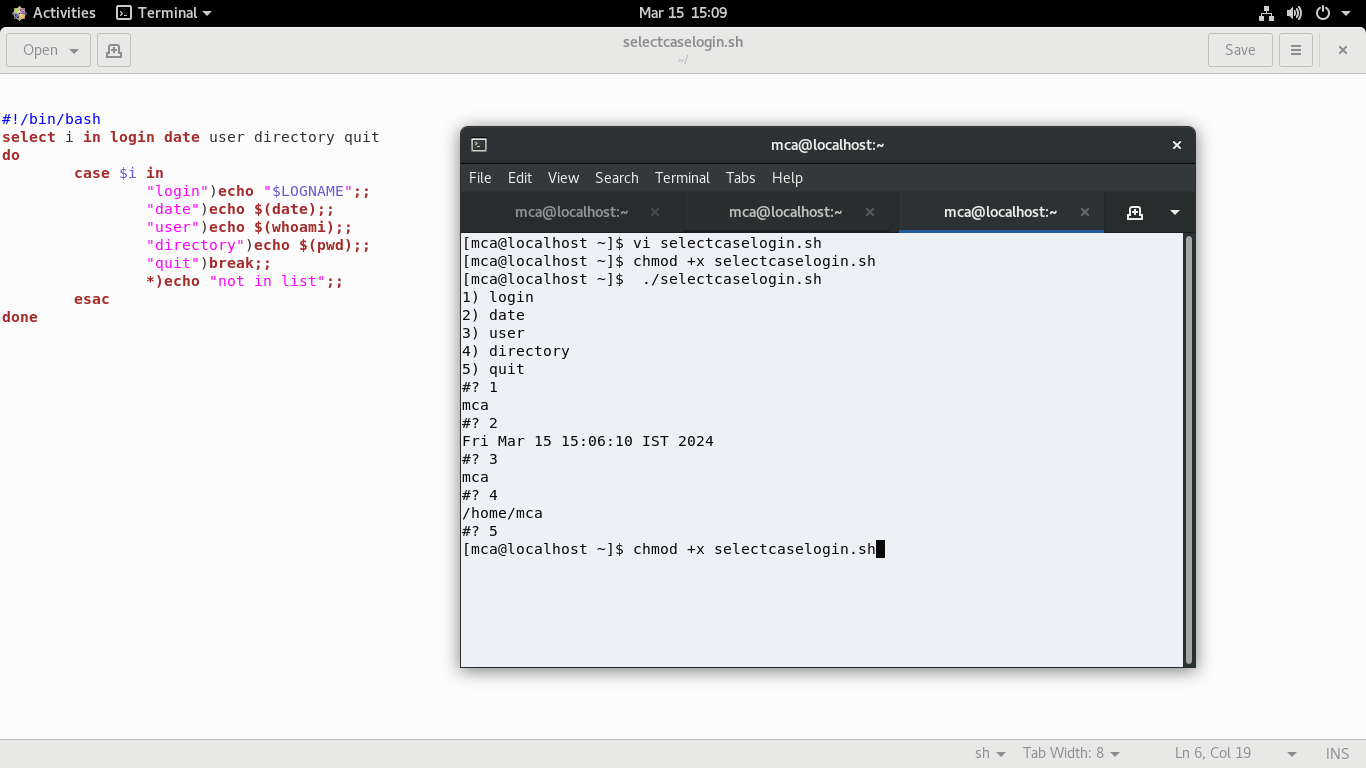 Activities Terminal Mar 15 15:09
Open selectcaselogin.sh Save
~/
#!/bin/bash
select i in login date user directory quit
do
        case $i in
                "login")echo "$LOGNAME";;
                "date")echo $(date);;
                "user")echo $(whoami);;
                "directory")echo $(pwd);;
                "quit")break;;
                *)echo "not in list";;
        esac
done
mca@localhost:~
File Edit View Search Terminal Tabs Help
mca@localhost:~ mca@localhost:~ mca@localhost:~
[mca@localhost ~]$ vi selectcaselogin.sh
[mca@localhost ~]$ chmod +x selectcaselogin.sh
[mca@localhost ~]$  ./selectcaselogin.sh
1) login
2) date
3) user
4) directory
5) quit
#? 1
mca
#? 2
Fri Mar 15 15:06:10 IST 2024
#? 3
mca
#? 4
/home/mca
#? 5
[mca@localhost ~]$ chmod +x selectcaselogin.sh
sh Tab Width: 8 Ln 6, Col 19 INS